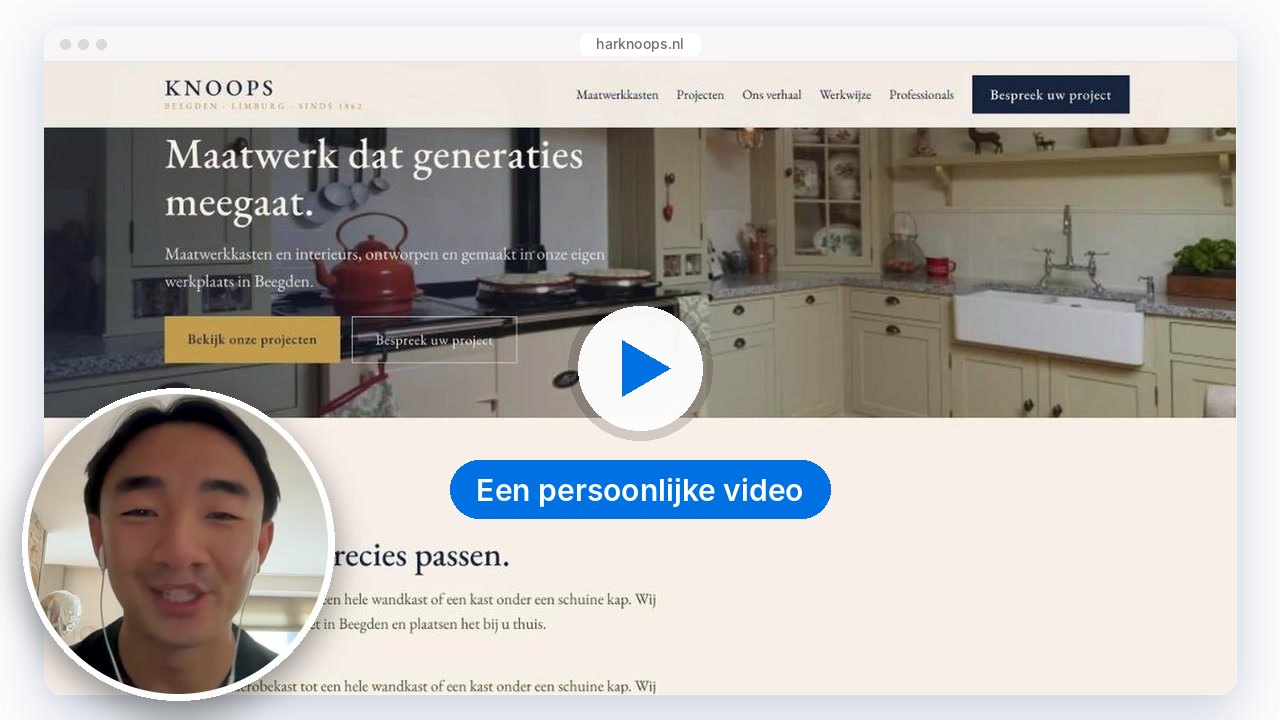 harknoops.nl
KNOOPS
BEEGDEN · LIMBURG · SINDS 1862
Maatwerkkasten Projecten Ons verhaal Werkwijze Professionals Bespreek uw project
Maatwerk dat generaties
meegaat.
Maatwerkkasten en interieurs, ontworpen en gemaakt in onze eigen
werkplaats in Beegden.
Bekijk onze projecten Bespreek uw project
Een persoonlijke video
recies passen.
een hele wandkast of een kast onder een schuine kap. Wij
et in Beegden en plaatsen het bij u thuis.
erobekast tot een hele wandkast of een kast onder een schuine kap. Wij